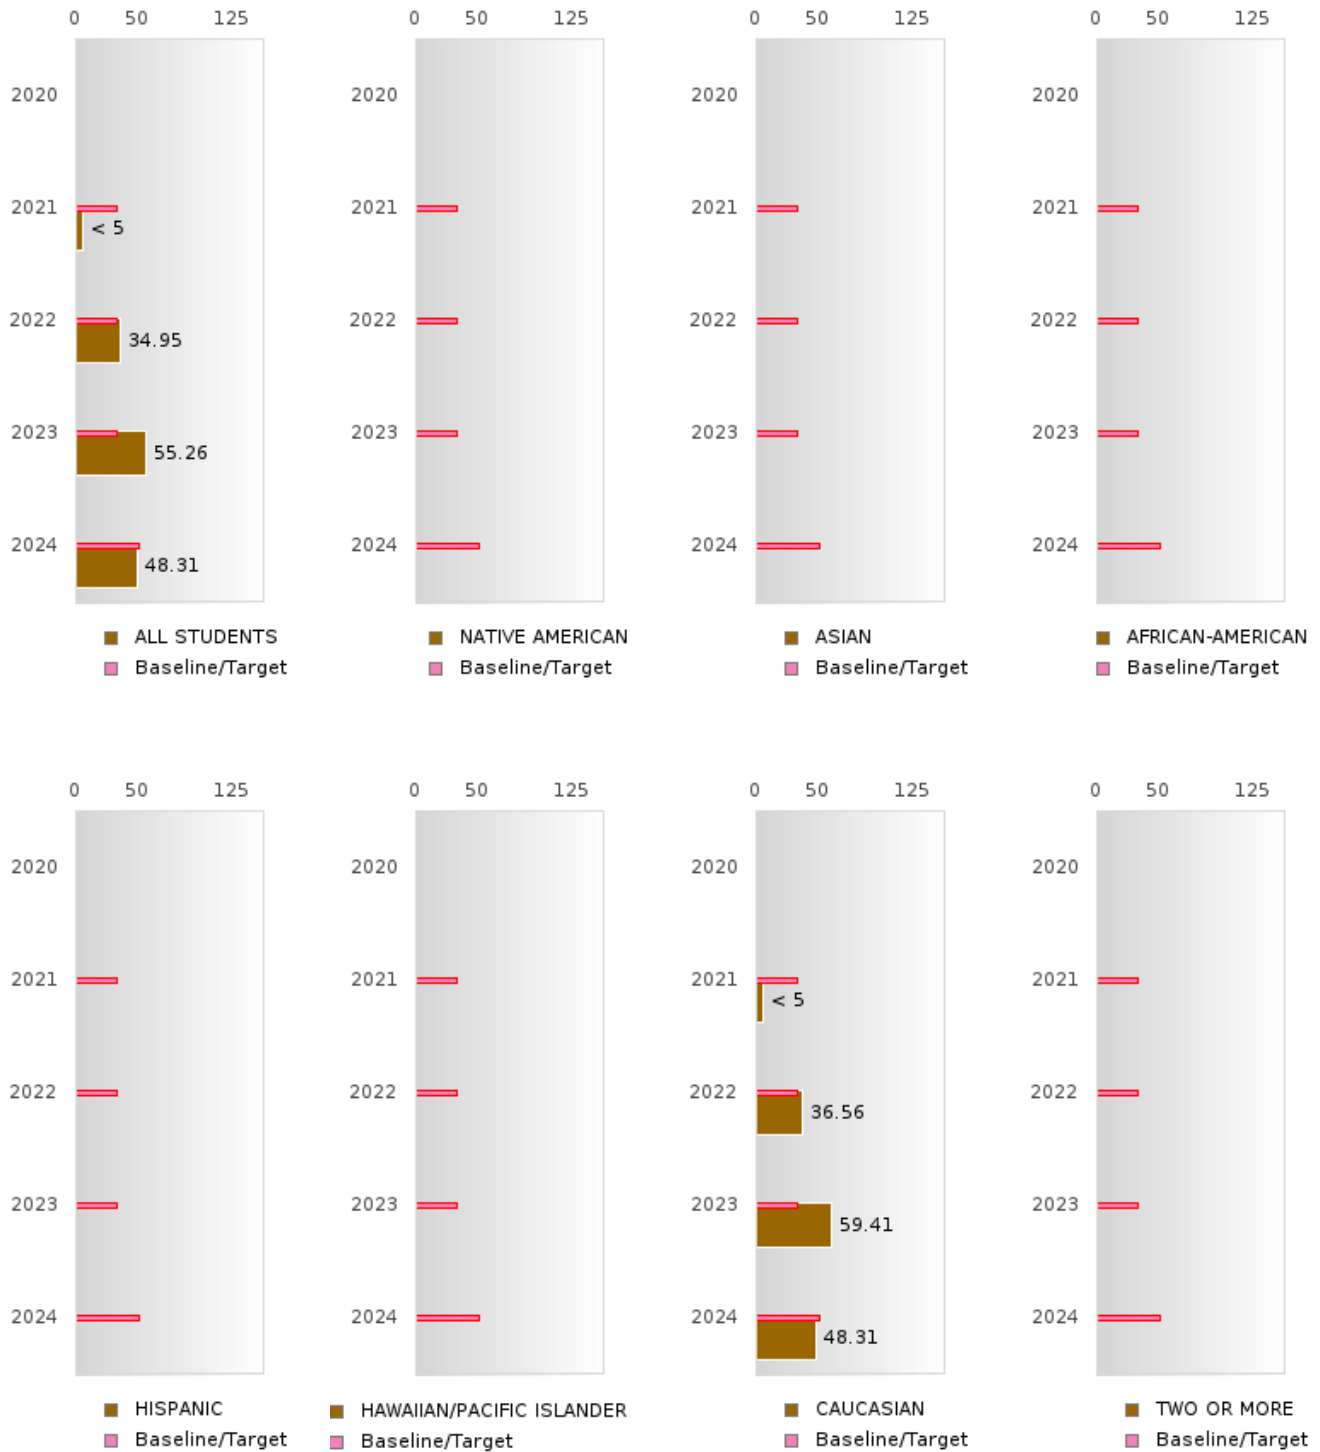 0 50 125 0 50 125 0 50 125 0 50 125
2020 2020 2020 2020
2021 2021 2021 2021
< 5
2022 2022 2022 2022
34.95
2023 2023 2023 2023
55.26
2024 2024 2024 2024
48.31
ALL STUDENTS NATIVE AMERICAN ASIAN AFRICAN-AMERICAN
Baseline/Target Baseline/Target Baseline/Target Baseline/Target
0 50 125 0 50 125 0 50 125 0 50 125
2020 2020 2020 2020
2021 2021 2021 2021
< 5
2022 2022 2022 2022
36.56
2023 2023 2023 2023
59.41
2024 2024 2024 2024
48.31
HISPANIC HAWAIIAN/PACIFIC ISLANDER CAUCASIAN TWO OR MORE
Baseline/Target Baseline/Target Baseline/Target Baseline/Target